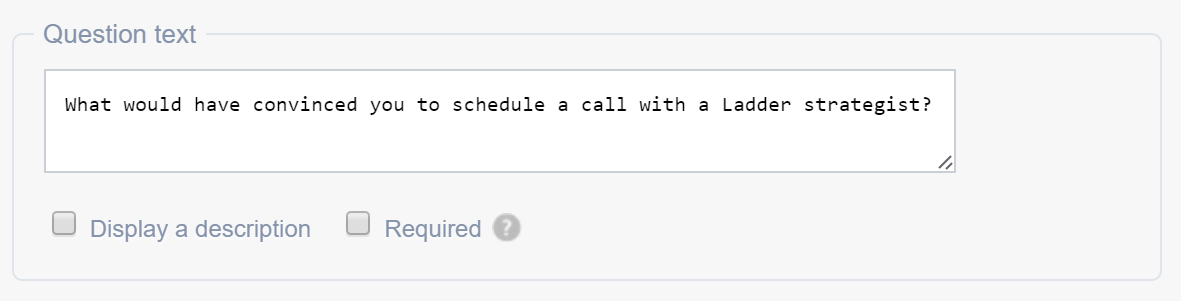 Question text
What would have convinced you to schedule a call with a Ladder strategist?
Display a description Required ?